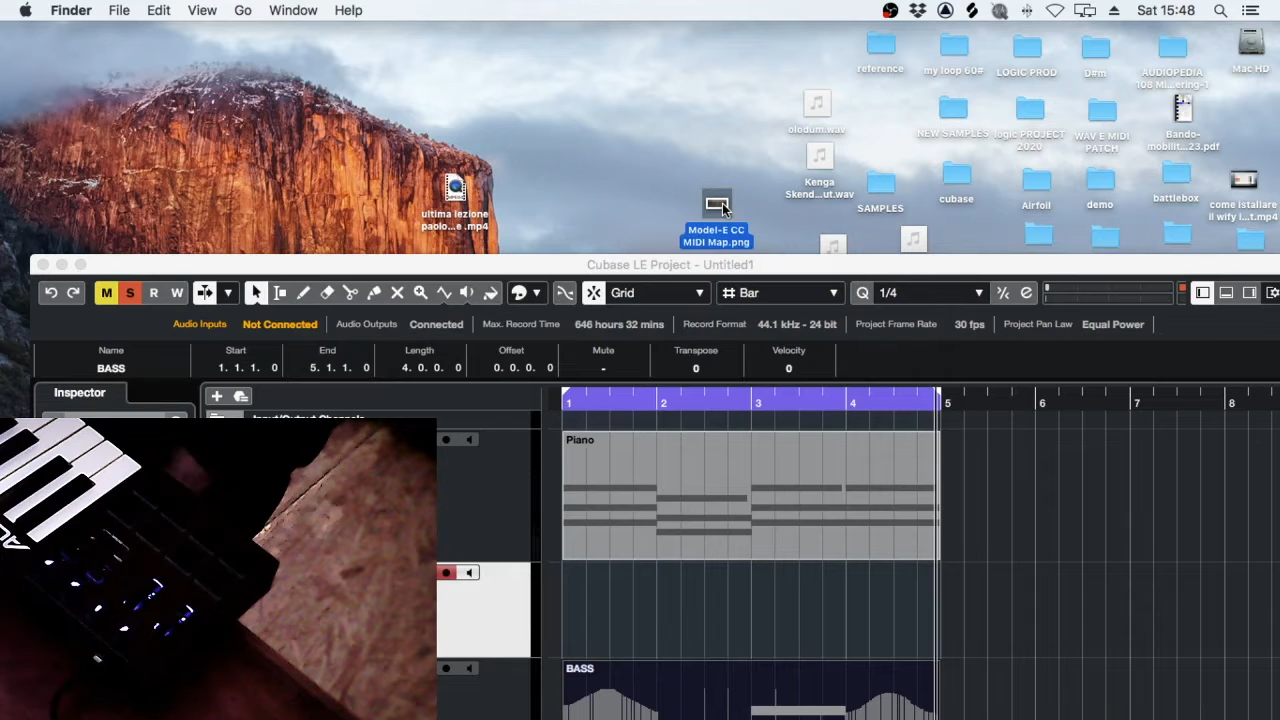 Finder File Edit View Go Window Help Sat 15:48
reference
my loop 60#
LOGIC PROD
D#m
AUDIOPEDIA
108 Mi...ering-1
Mac HD
olodum.wav
NEW SAMPLES
logic PROJECT
2020
WAV E MIDI
PATCH
Bando-
mobilit...23.pdf
Kenga
Skend...ut.wav
SAMPLES
cubase
Airfoil
demo
battlebox
come istallare
il wify i...t.mp4
ultima lezione
paolo...e .mp4
Model-E CC
MIDI Map.png
Cubase LE Project - Untitled1
M S R W Grid Bar Q 1/4
Audio Inputs Not Connected Audio Outputs Connected Max. Record Time 646 hours 32 mins Record Format 44.1 kHz - 24 bit Project Frame Rate 30 fps Project Pan Law Equal Power
Name Start End Length Offset Mute Transpose Velocity
BASS 1. 1. 1. 0 5. 1. 1. 0 4. 0. 0. 0 0. 0. 0. 0 - 0 0
Inspector
1 2 3 4 5 6 7 8
Input/Output Channels
Piano
BASS